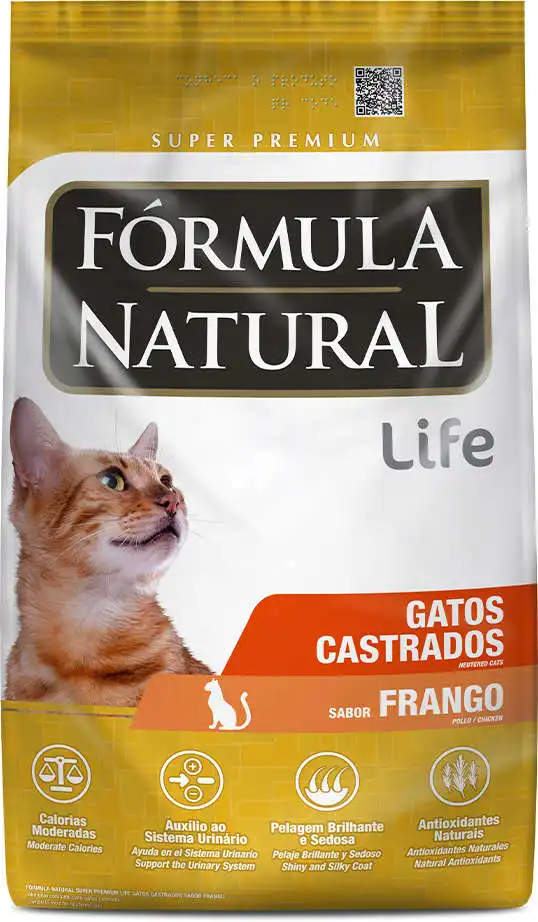 SUPER PREMIUM
FÓRMULA
NATURAL
Life
GATOS
CASTRADOS
NEUTERED CATS
SABOR FRANGO
POLLO / CHICKEN
Calorias
Moderadas
Moderate Calories
Auxílio ao
Sistema Urinário
Ayuda en el Sistema Urinario
Support the Urinary System
Pelagem Brilhante
e Sedosa
Pelaje Brillante y Sedoso
Shiny and Silky Coat
Antioxidantes
Naturais
Antioxidantes Naturales
Natural Antioxidants
FÓRMULA NATURAL SUPER PREMIUM LIFE GATOS CASTRADOS SABOR FRANGO